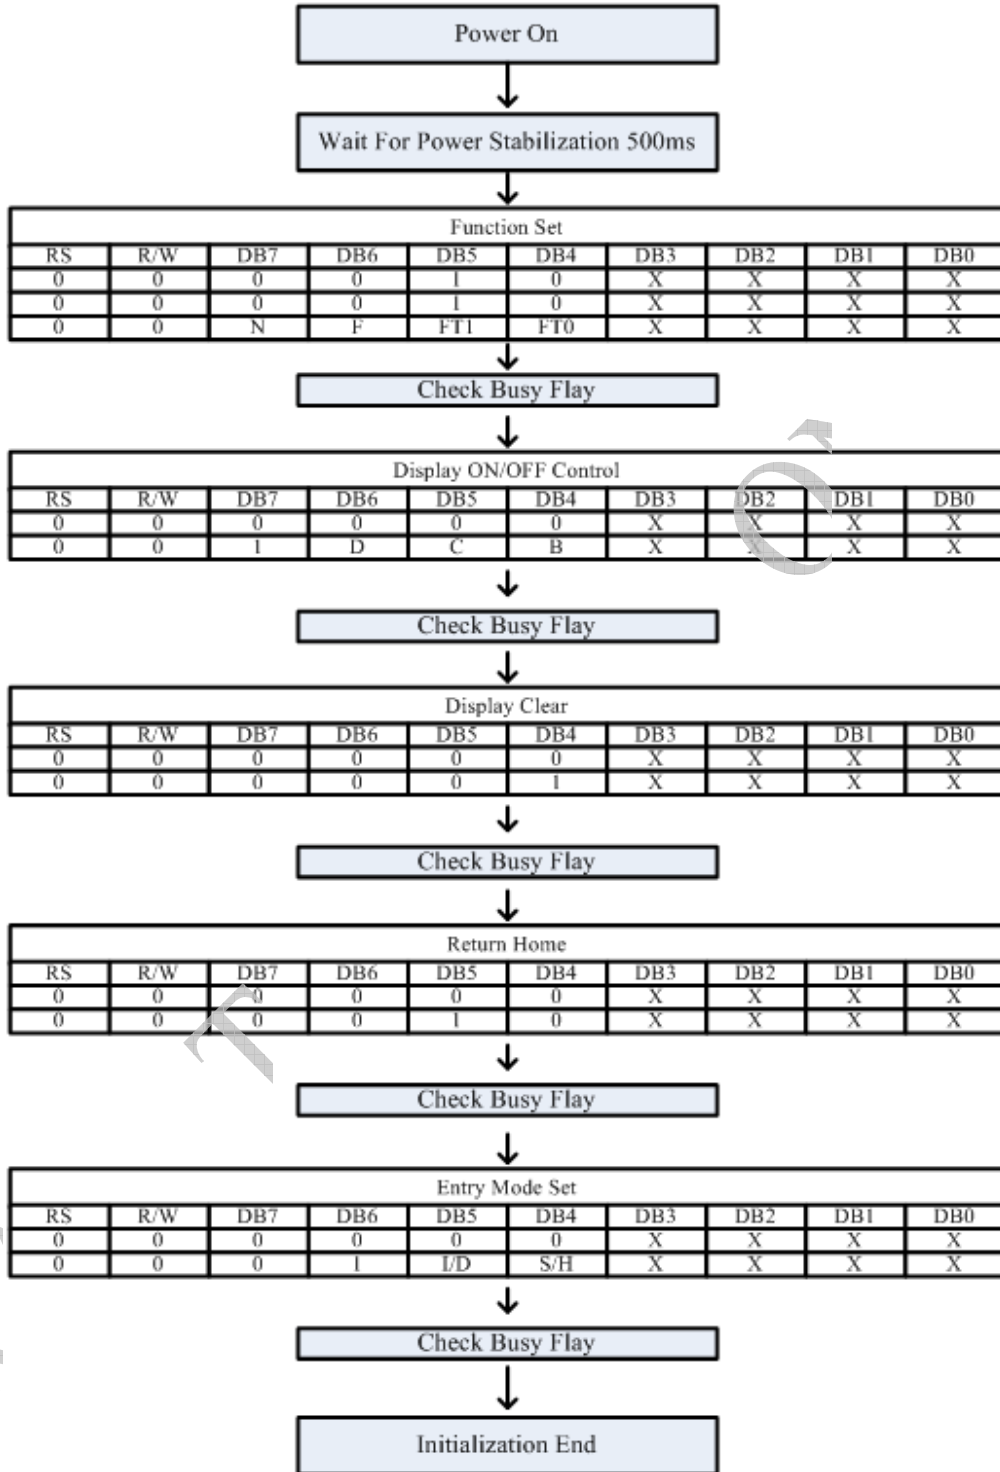 Power On
Wait For Power Stabilization 500ms
Function Set
RS R/W DB7 DB6 DB5 DB4 DB3 DB2 DB1 DB0
0 0 0 0 1 0 X X X X
0 0 0 0 1 0 X X X X
0 0 N F FT1 FT0 X X X X
Check Busy Flay
Display ON/OFF Control
RS R/W DB7 DB6 DB5 DB4 DB3 DB2 DB1 DB0
0 0 0 0 0 0 X X X X
0 0 1 D C B X X X X
Check Busy Flay
Display Clear
RS R/W DB7 DB6 DB5 DB4 DB3 DB2 DB1 DB0
0 0 0 0 0 0 X X X X
0 0 0 0 0 1 X X X X
Check Busy Flay
Return Home
RS R/W DB7 DB6 DB5 DB4 DB3 DB2 DB1 DB0
0 0 0 0 0 0 X X X X
0 0 0 0 1 0 X X X X
Check Busy Flay
Entry Mode Set
RS R/W DB7 DB6 DB5 DB4 DB3 DB2 DB1 DB0
0 0 0 0 0 0 X X X X
0 0 0 1 I/D S/H X X X X
Check Busy Flay
Initialization End